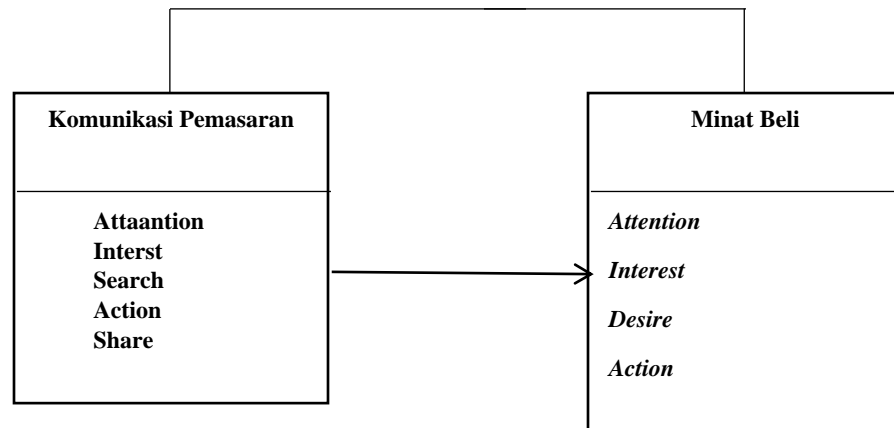 Komunikasi Pemasaran
Attaantion
Interst
Search
Action
Share
Minat Beli
Attention
Interest
Desire
Action